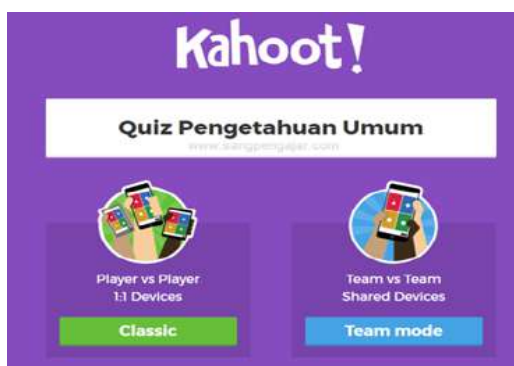 Kahoot!
Quiz Pengetahuan Umum
www.sangpengajar.com
Player vs Player
1:1 Devices
Classic
Team vs Team
Shared Devices
Team mode